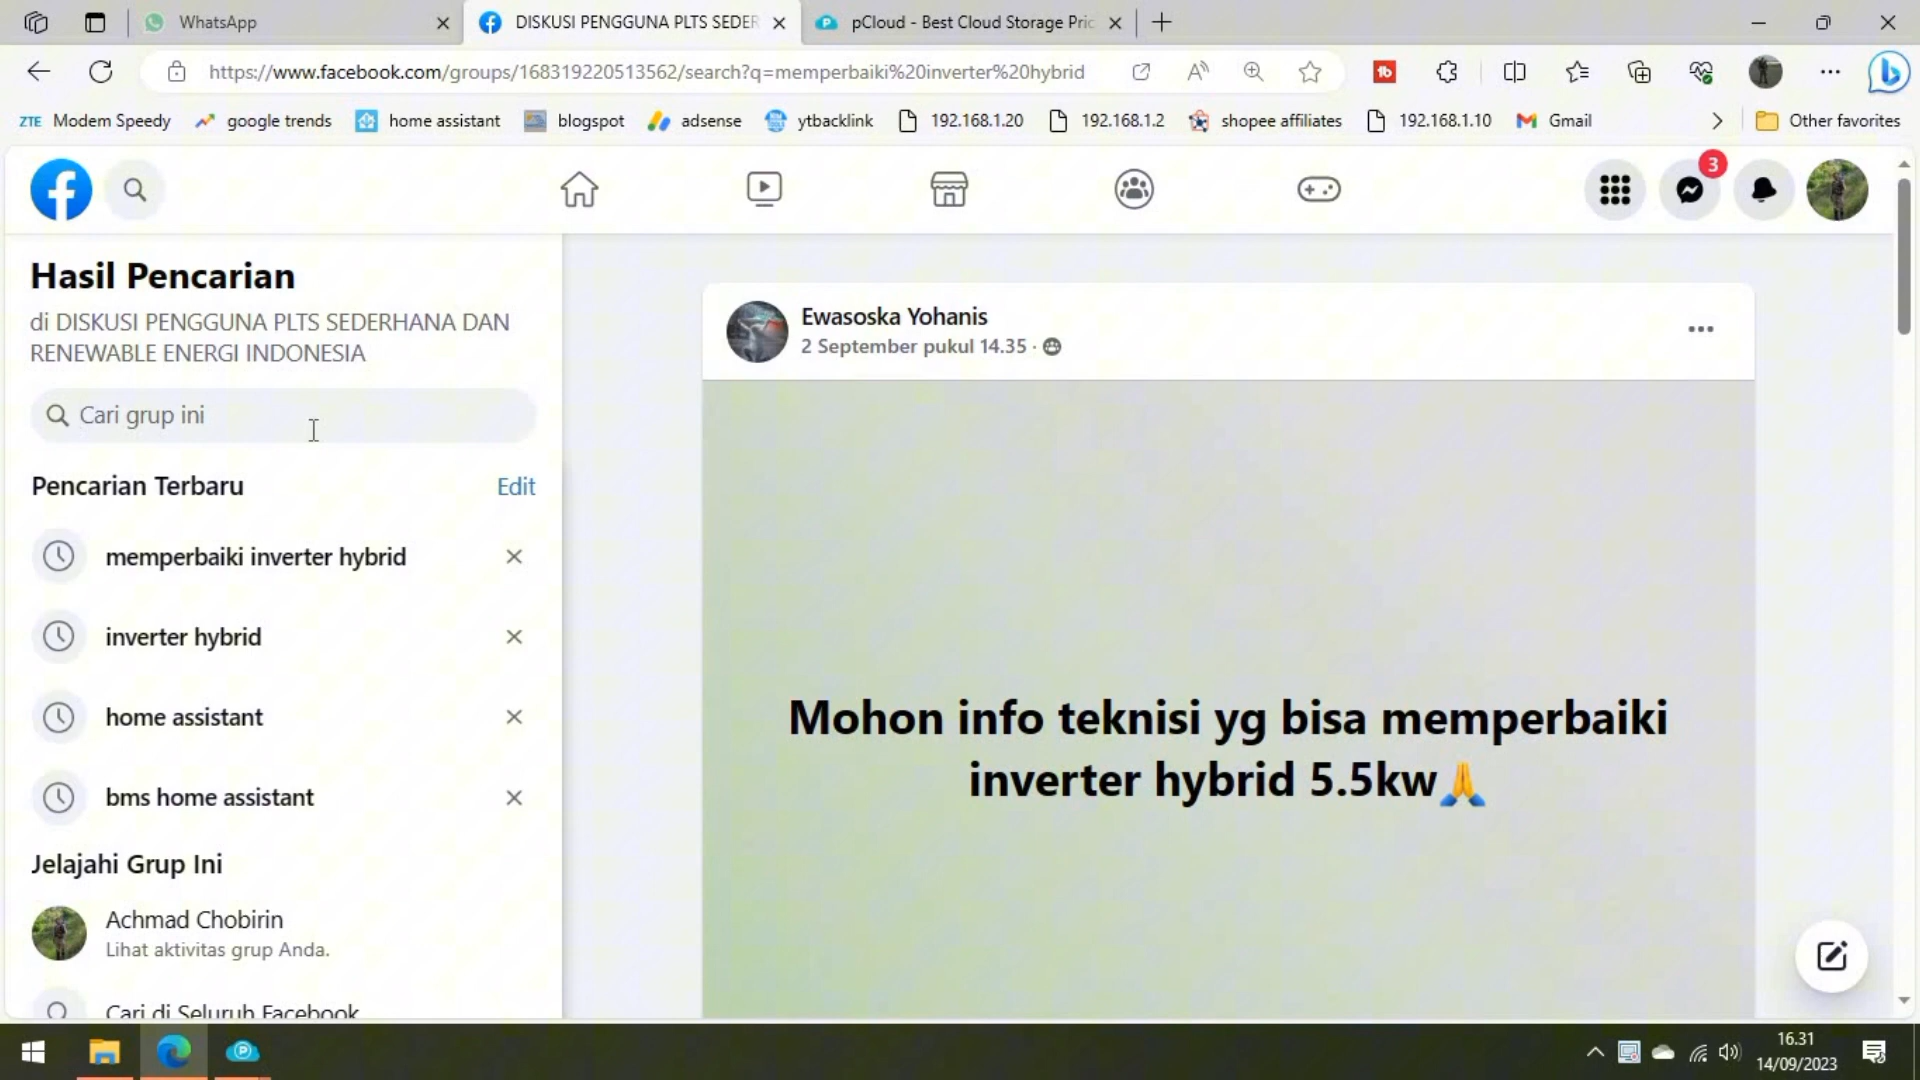 WhatsApp
DISKUSI PENGGUNA PLTS SEDER
pCloud - Best Cloud Storage Pric
https://www.facebook.com/groups/168319220513562/search?q=memperbaiki%20inverter%20hybrid
ZTE Modem Speedy
google trends
home assistant
blogspot
adsense
ytbacklink
192.168.1.20
192.168.1.2
shopee affiliates
192.168.1.10
Gmail
Other favorites
3
Hasil Pencarian
di DISKUSI PENGGUNA PLTS SEDERHANA DAN
RENEWABLE ENERGI INDONESIA
Cari grup ini
Pencarian Terbaru
Edit
memperbaiki inverter hybrid
inverter hybrid
home assistant
bms home assistant
Jelajahi Grup Ini
Achmad Chobirin
Lihat aktivitas grup Anda.
Cari di Seluruh Facebook
Ewasoska Yohanis
2 September pukul 14.35 ·
Mohon info teknisi yg bisa memperbaiki
inverter hybrid 5.5kw🙏
16.31
14/09/2023